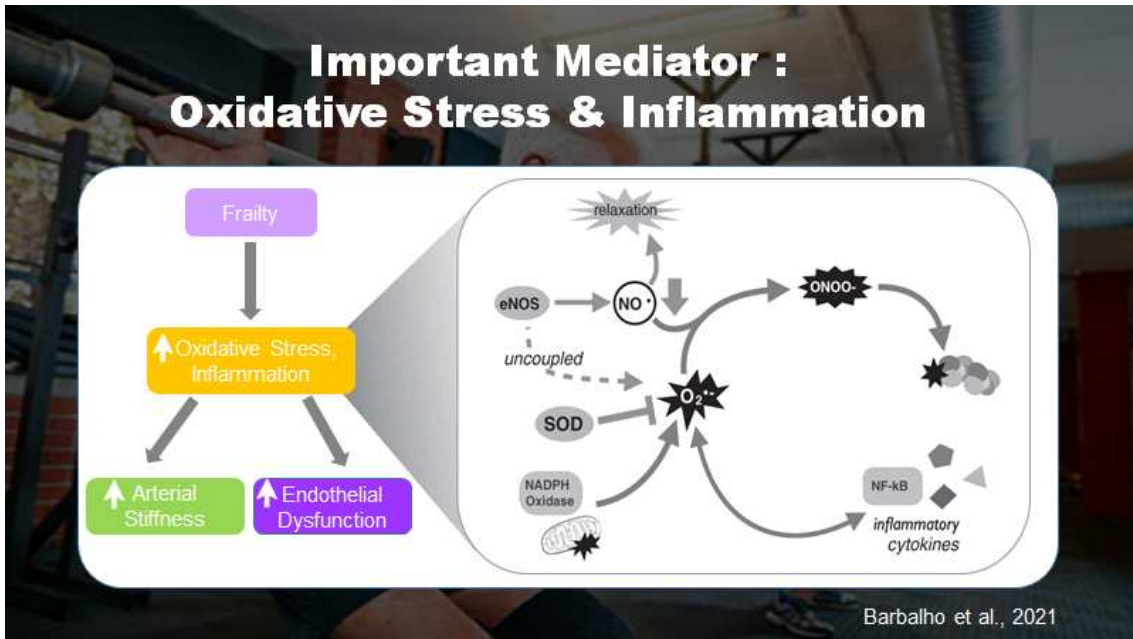 Important Mediator :
Oxidative Stress & Inflammation
Frailty
Oxidative Stress,
Inflammation
Arterial
Stiffness
Endothelial
Dysfunction
relaxation
eNOS
NO •
ONOO-
uncoupled
O₂•-
SOD
NADPH
Oxidase
NF-kB
inflammatory
cytokines
Barbalho et al., 2021